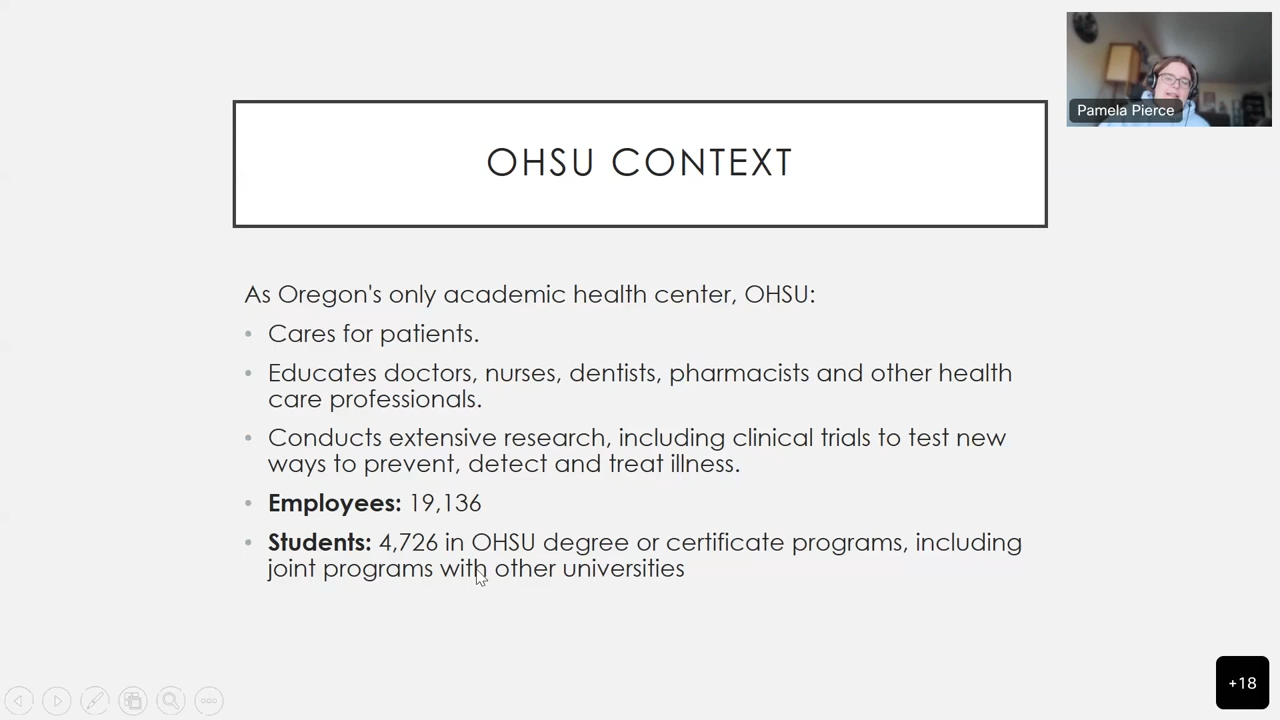 Pamela Pierce
OHSU CONTEXT
As Oregon's only academic health center, OHSU:
• Cares for patients.
• Educates doctors, nurses, dentists, pharmacists and other health
care professionals.
• Conducts extensive research, including clinical trials to test new
ways to prevent, detect and treat illness.
• Employees: 19,136
• Students: 4,726 in OHSU degree or certificate programs, including
joint programs with other universities
+18